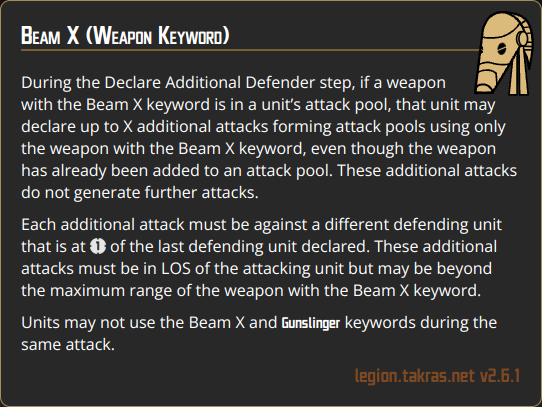 Beam X (Weapon Keyword)
During the Declare Additional Defender step, if a weapon
with the Beam X keyword is in a unit's attack pool, that unit may
declare up to X additional attacks forming attack pools using only
the weapon with the Beam X keyword, even though the weapon
has already been added to an attack pool. These additional attacks
do not generate further attacks.
Each additional attack must be against a different defending unit
that is at 1 of the last defending unit declared. These additional
attacks must be in LOS of the attacking unit but may be beyond
the maximum range of the weapon with the Beam X keyword.
Units may not use the Beam X and Gunslinger keywords during the
same attack.
legion.takras.net v2.6.1